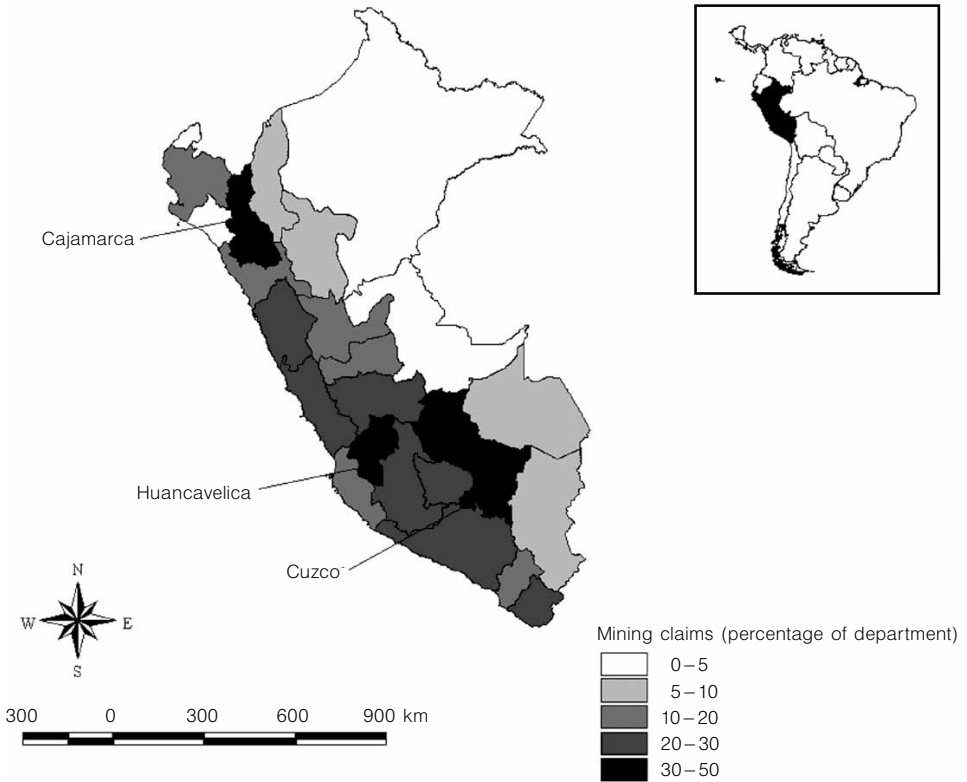 Cajamarca
Huancavelica
Cuzco
N
W E
S
300 0 300 600 900 km
Mining claims (percentage of department)
0–5
5–10
10–20
20–30
30–50